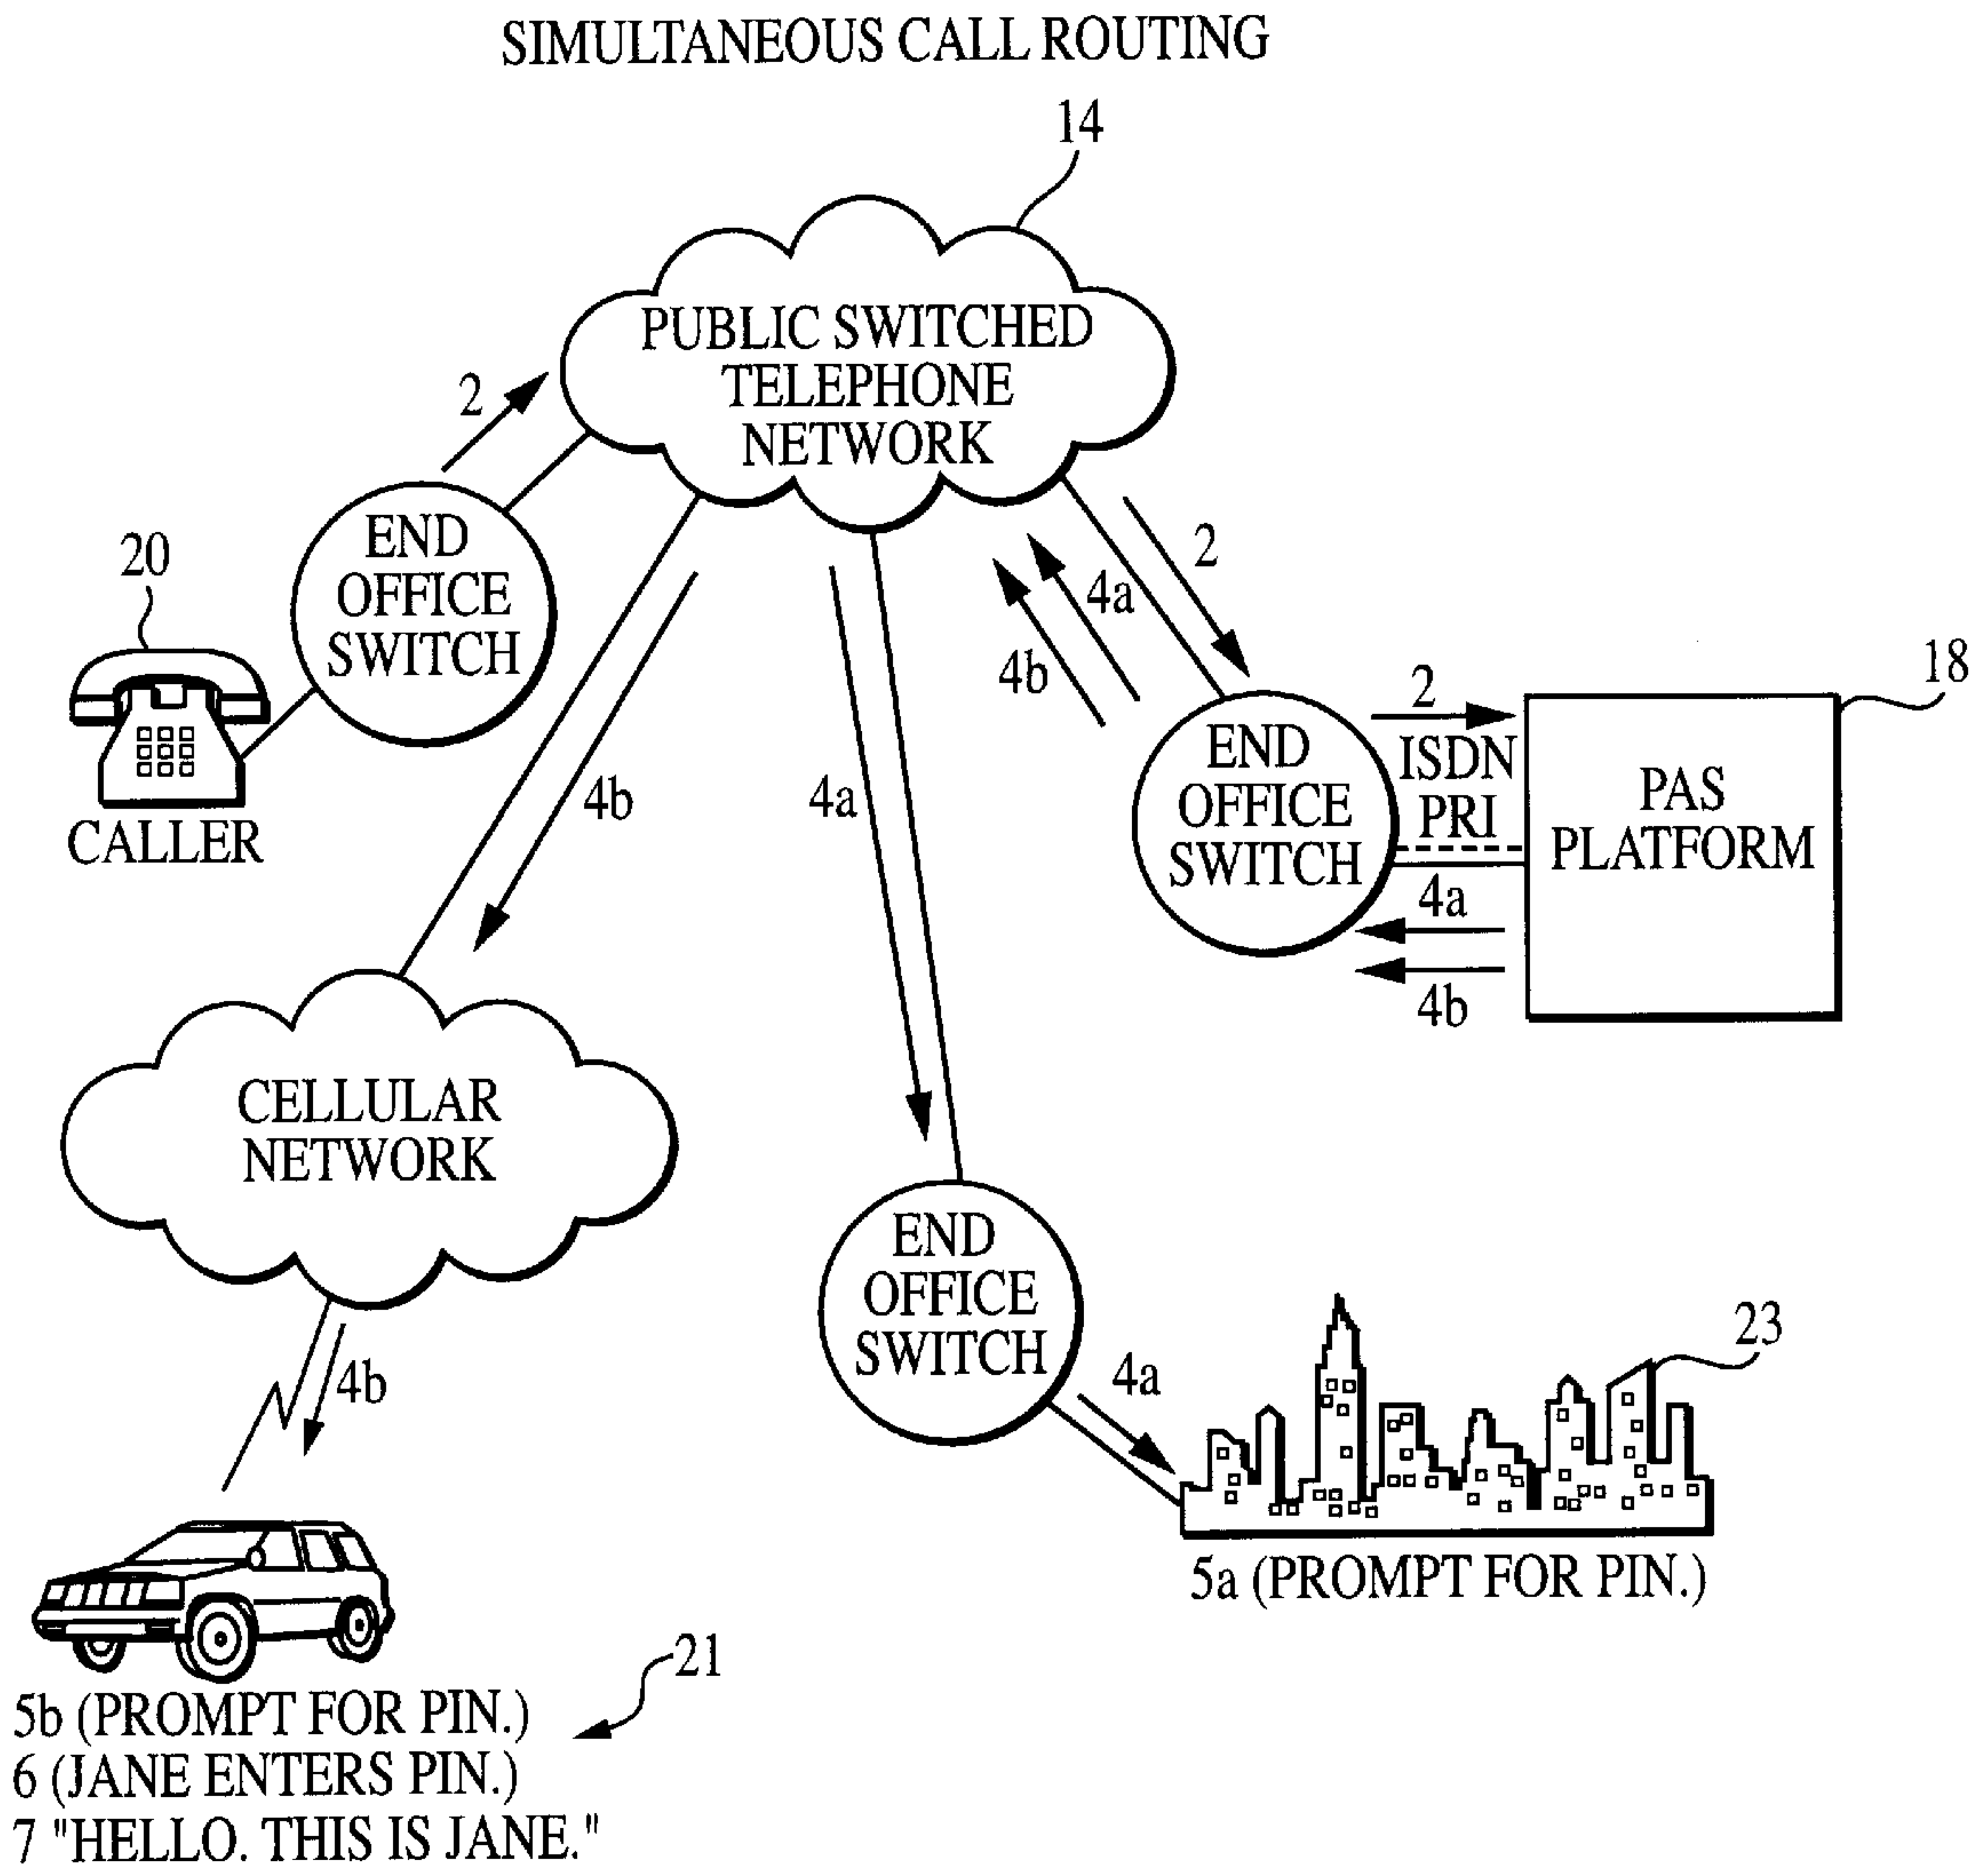 SIMULTANEOUS CALL ROUTING
14
PUBLIC SWITCHED
TELEPHONE
NETWORK
2
END
OFFICE
SWITCH
20
CALLER
2
4a
4b
4b
4a
END
OFFICE
SWITCH
2
ISDN
PRI
4a
4b
18
PAS
PLATFORM
CELLULAR
NETWORK
4b
END
OFFICE
SWITCH
4a
23
5a (PROMPT FOR PIN.)
21
5b (PROMPT FOR PIN.)
6 (JANE ENTERS PIN.)
7 "HELLO. THIS IS JANE."